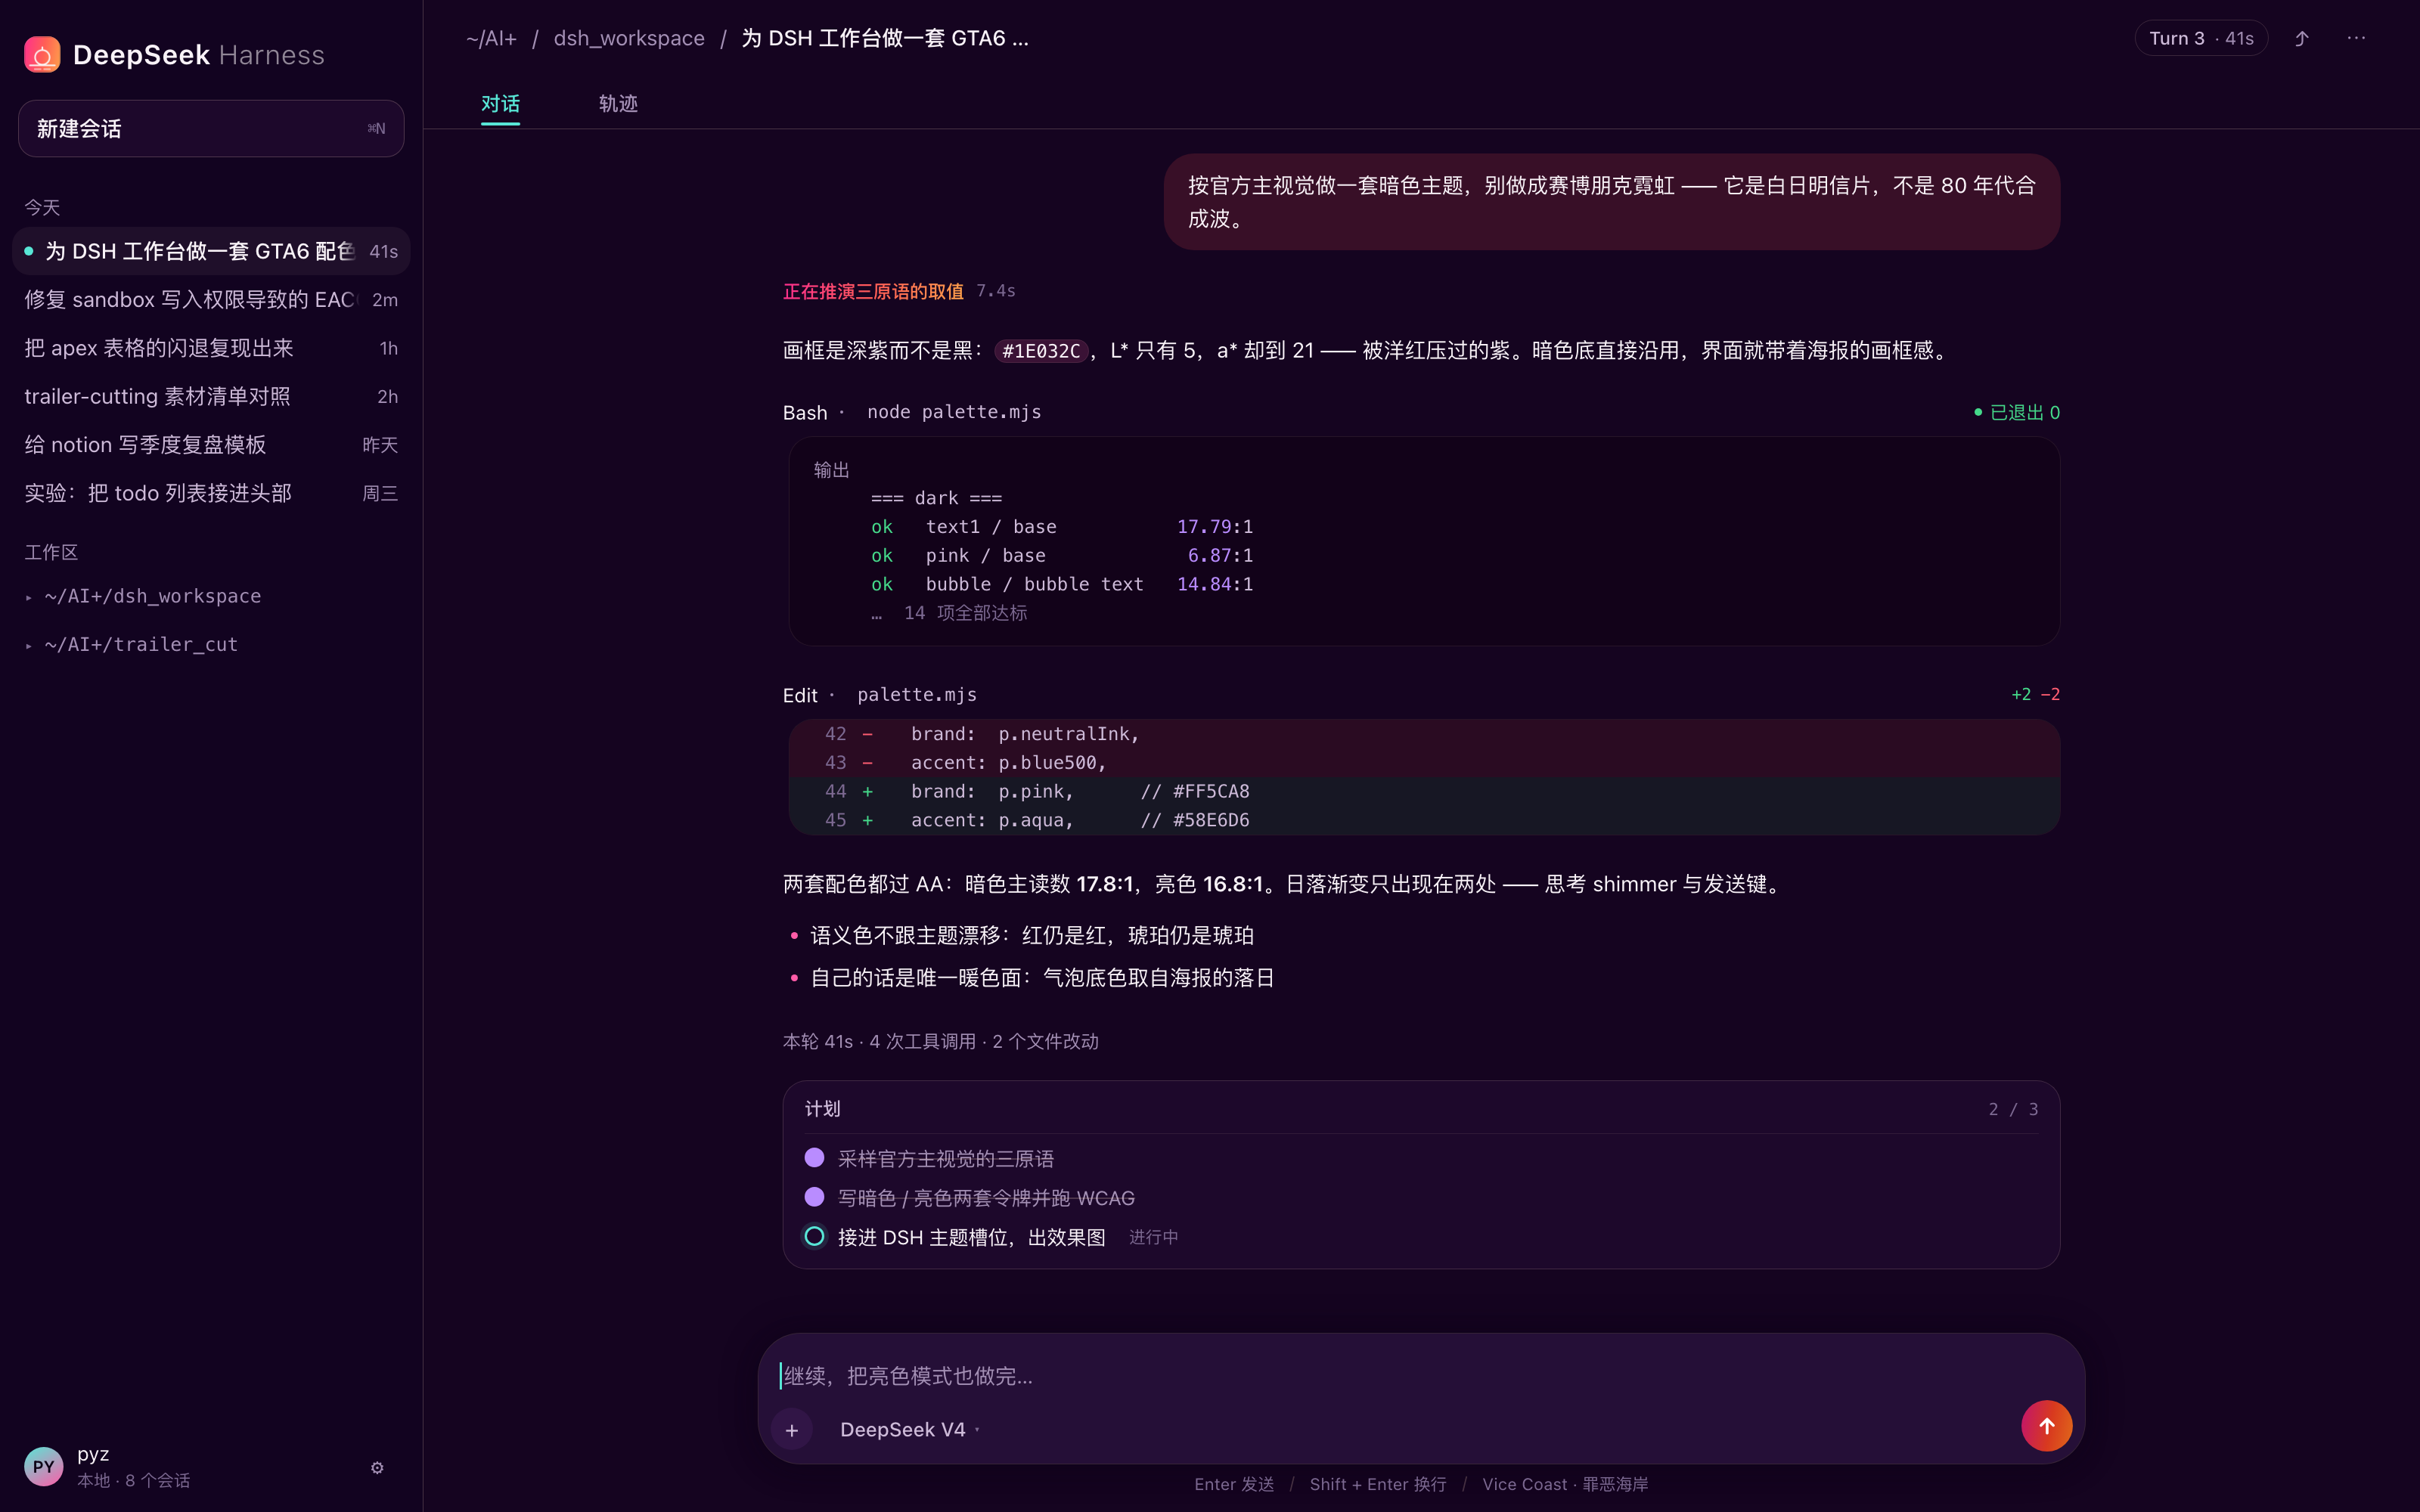 DeepSeek Harness
新建会话 ⌘N
今天
为 DSH 工作台做一套 GTA6 配色 41s
修复 sandbox 写入权限导致的 EAC 2m
把 apex 表格的闪退复现出来 1h
trailer-cutting 素材清单对照 2h
给 notion 写季度复盘模板 昨天
实验：把 todo 列表接进头部 周三
工作区
~/AI+/dsh_workspace
~/AI+/trailer_cut
PY
pyz
本地 · 8 个会话
~/AI+ / dsh_workspace / 为 DSH 工作台做一套 GTA6 ...
Turn 3 · 41s
对话 轨迹
按官方主视觉做一套暗色主题，别做成赛博朋克霓虹 —— 它是白日明信片，不是 80 年代合
成波。
正在推演三原语的取值 7.4s
画框是深紫而不是黑： #1E032C ，L* 只有 5，a* 却到 21 —— 被洋红压过的紫。暗色底直接沿用，界面就带着海报的画框感。
Bash · node palette.mjs 已退出 0
输出
=== dark ===
ok text1 / base 17.79:1
ok pink / base 6.87:1
ok bubble / bubble text 14.84:1
… 14 项全部达标
Edit · palette.mjs +2 −2
42 − brand: p.neutralInk,
43 − accent: p.blue500,
44 + brand: p.pink, // #FF5CA8
45 + accent: p.aqua, // #58E6D6
两套配色都过 AA：暗色主读数 17.8:1，亮色 16.8:1。日落渐变只出现在两处 —— 思考 shimmer 与发送键。
• 语义色不跟主题漂移：红仍是红，琥珀仍是琥珀
• 自己的话是唯一暖色面：气泡底色取自海报的落日
本轮 41s · 4 次工具调用 · 2 个文件改动
计划 2 / 3
采样官方主视觉的三原语
写暗色 / 亮色两套令牌并跑 WCAG
接进 DSH 主题槽位，出效果图 进行中
继续，把亮色模式也做完...
+ DeepSeek V4
Enter 发送 / Shift + Enter 换行 / Vice Coast · 罪恶海岸